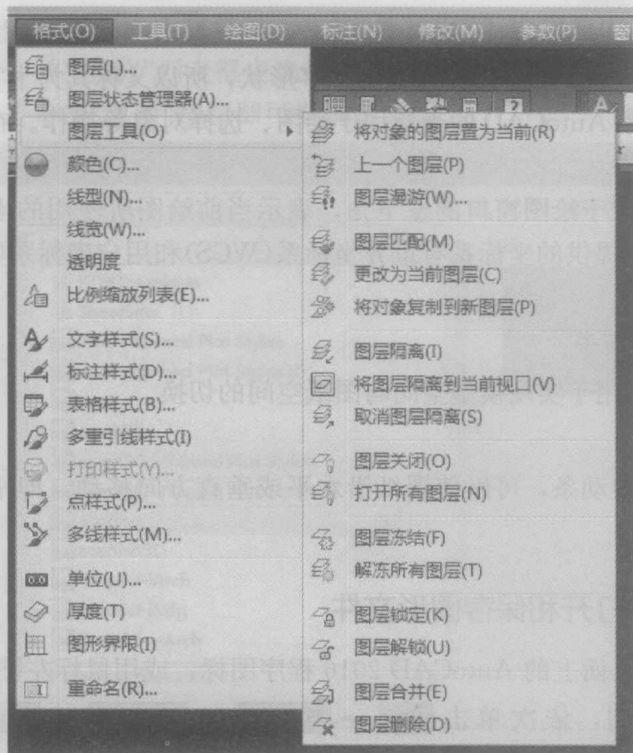 格式(O) 工具(T) 绘图(D) 标注(N) 修改(M) 参数(P)
图层(L)...
图层状态管理器(A)...
图层工具(O)
颜色(C)...
线型(N)...
线宽(W)...
透明度
比例缩放列表(E)...
文字样式(S)...
标注样式(D)...
表格样式(B)...
多重引线样式(I)
打印样式(Y)...
点样式(P)...
多线样式(M)...
0.0 单位(U)...
厚度(T)
图形界限(I)
重命名(R)...
将对象的图层置为当前(R)
上一个图层(P)
图层漫游(W)...
图层匹配(M)
更改为当前图层(C)
将对象复制到新图层(P)
图层隔离(I)
将图层隔离到当前视口(V)
取消图层隔离(S)
图层关闭(O)
打开所有图层(N)
图层冻结(F)
解冻所有图层(T)
图层锁定(K)
图层解锁(U)
图层合并(E)
图层删除(D)